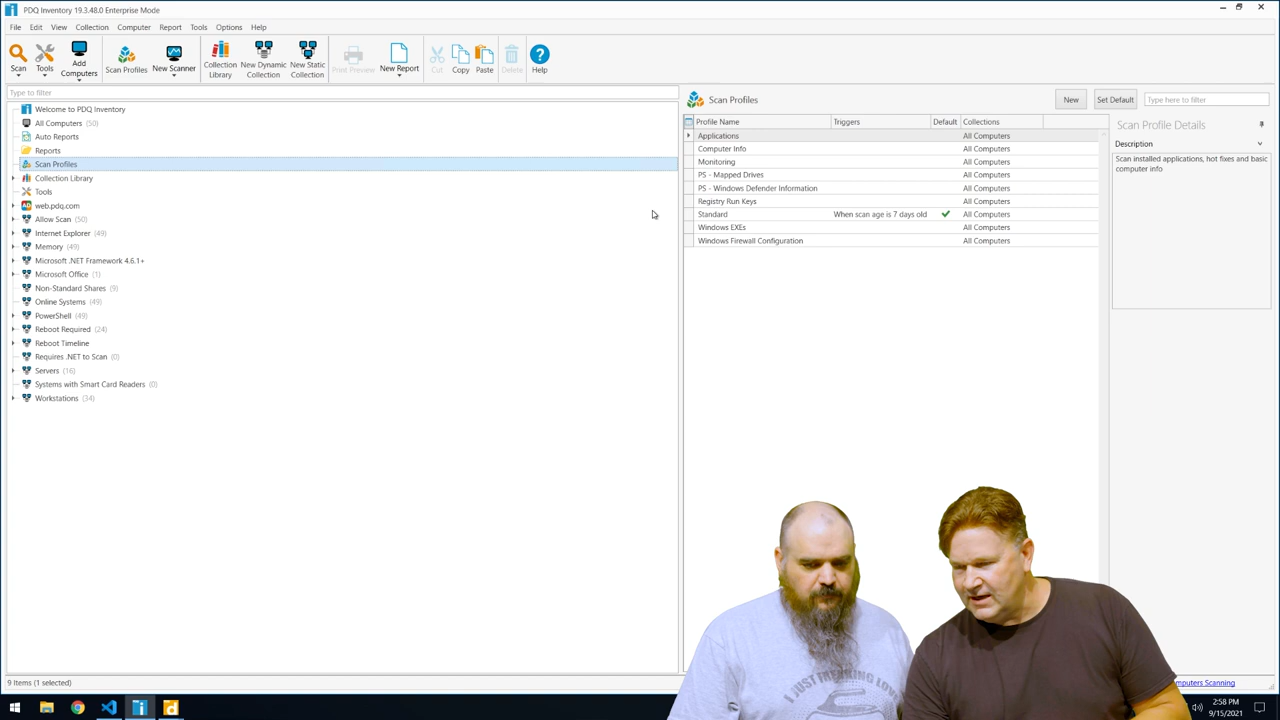 PDQ Inventory 19.3.48.0 Enterprise Mode
File Edit View Collection Computer Report Tools Options Help
Scan Tools Add Computers Scan Profiles New Scanner Collection Library New Dynamic Collection New Static Collection Print Preview New Report Cut Copy Paste Delete Help
Type to filter
Welcome to PDQ Inventory
All Computers (50)
Auto Reports
Reports
Scan Profiles
Collection Library
Tools
web.pdq.com
Allow Scan (50)
Internet Explorer (49)
Memory (49)
Microsoft .NET Framework 4.6.1+
Microsoft Office (1)
Non-Standard Shares (9)
Online Systems (49)
PowerShell (49)
Reboot Required (24)
Reboot Timeline
Requires .NET to Scan (0)
Servers (16)
Systems with Smart Card Readers (0)
Workstations (34)
Scan Profiles New Set Default Type here to filter
Profile Name Triggers Default Collections
Applications All Computers
Computer Info All Computers
Monitoring All Computers
PS - Mapped Drives All Computers
PS - Windows Defender Information All Computers
Registry Run Keys All Computers
Standard When scan age is 7 days old All Computers
Windows EXEs All Computers
Windows Firewall Configuration All Computers
Scan Profile Details
Description
Scan installed applications, hot fixes and basic
computer info
I JUST TRENDING
9 Items (1 selected)
mputers Scanning
2:58 PM
9/15/2021